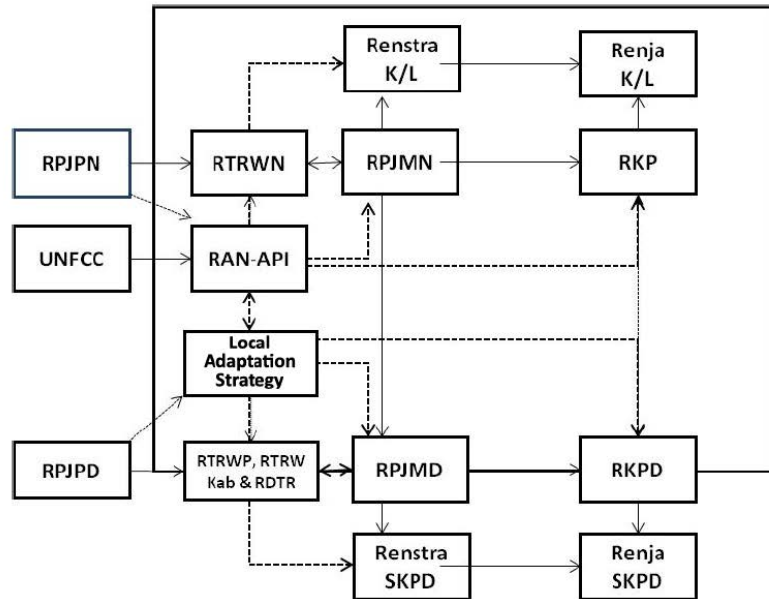 Renstra
K/L
Renja
K/L
RPJPN
RTRWN
RPJMN
RKP
UNFCC
RAN-API
Local
Adaptation
Strategy
RPJPD
RTRWP, RTRW
Kab & RDTR
RPJMD
RKPD
Renstra
SKPD
Renja
SKPD